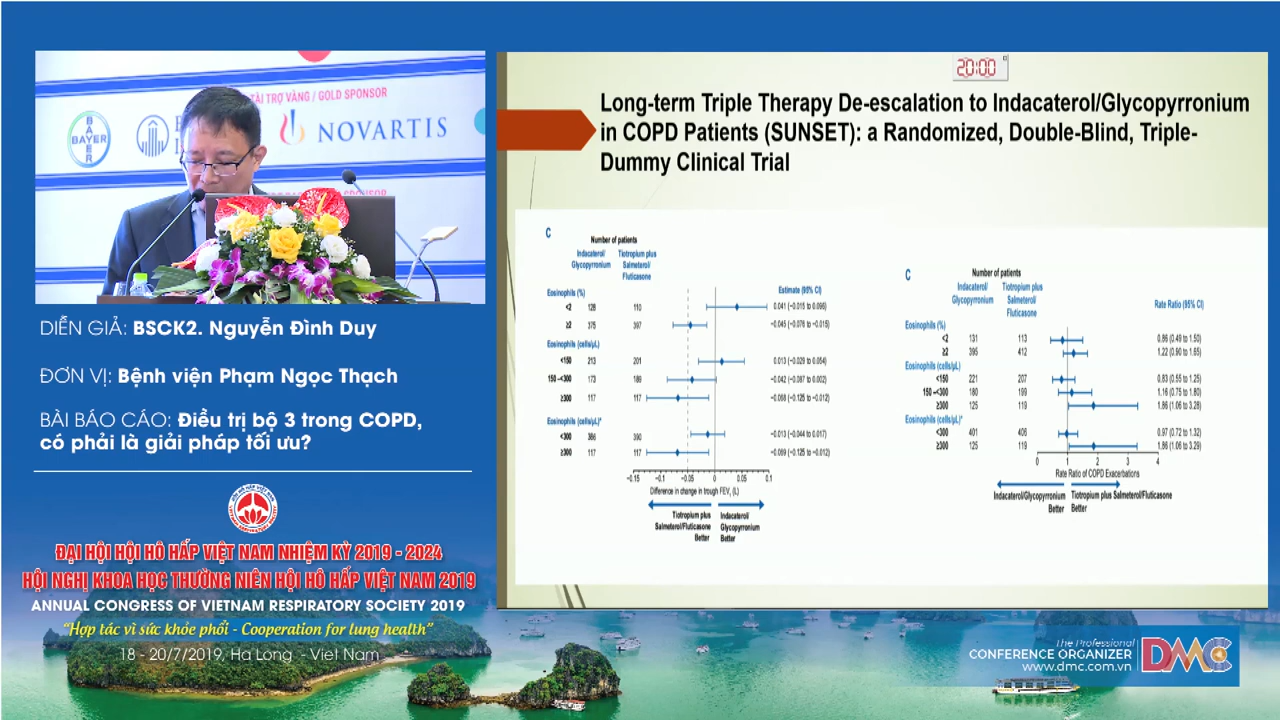 TÀI TRỢ VÀNG / GOLD SPONSOR
BAYER
BAYER
NOVARTIS
DIỄN GIẢ: BSCK2. Nguyễn Đình Duy
ĐƠN VỊ: Bệnh viện Phạm Ngọc Thạch
BÀI BÁO CÁO: Điều trị bộ 3 trong COPD,
có phải là giải pháp tối ưu?
ĐẠI HỘI HỘI HÔ HẤP VIỆT NAM NHIỆM KỲ 2019 - 2024
HỘI NGHỊ KHOA HỌC THƯỜNG NIÊN HỘI HÔ HẤP VIỆT NAM 2019
ANNUAL CONGRESS OF VIETNAM RESPIRATORY SOCIETY 2019
“Hợp tác vì sức khỏe phổi - Cooperation for lung health”
18 - 20/7/2019, Ha Long - Viet Nam
20:00
Long-term Triple Therapy De-escalation to Indacaterol/Glycopyrronium
in COPD Patients (SUNSET): a Randomized, Double-Blind, Triple-
Dummy Clinical Trial
C
Number of patients
Indacaterol/ Tiotropium plus
Glycopyrronium Salmeterol/
Fluticasone
Estimate (95% CI)
Eosinophils (%)
<2 128 110 0.041 (−0.015 to 0.096)
≥2 375 397 −0.045 (−0.076 to −0.015)
Eosinophils (cells/µL)
<150 213 201 0.013 (−0.029 to 0.054)
150 –<300 173 189 −0.042 (−0.087 to 0.002)
≥300 117 117 −0.068 (−0.125 to −0.012)
Eosinophils (cells/µL)*
<300 386 390 −0.013 (−0.044 to 0.017)
≥300 117 117 −0.069 (−0.125 to −0.012)
−0.15 −0.1 −0.05 0 0.05 0.1
Difference in change in trough FEV1 (L)
Tiotropium plus Indacaterol/
Salmeterol/Fluticasone Glycopyrronium
Better Better
C
Number of patients
Indacaterol/ Tiotropium plus
Glycopyrronium Salmeterol/
Fluticasone
Rate Ratio (95% CI)
Eosinophils (%)
<2 131 113 0.86 (0.49 to 1.50)
≥2 395 412 1.22 (0.90 to 1.65)
Eosinophils (cells/µL)
<150 221 207 0.83 (0.55 to 1.25)
150 –<300 180 199 1.16 (0.75 to 1.80)
≥300 125 119 1.86 (1.06 to 3.28)
Eosinophils (cells/µL)*
<300 401 406 0.97 (0.72 to 1.32)
≥300 125 119 1.86 (1.06 to 3.29)
0 1 2 3 4
Rate Ratio of COPD Exacerbations
Indacaterol/Glycopyrronium Tiotropium plus Salmeterol/Fluticasone
Better Better
The Professional
CONFERENCE ORGANIZER
www.dmc.com.vn
DMC